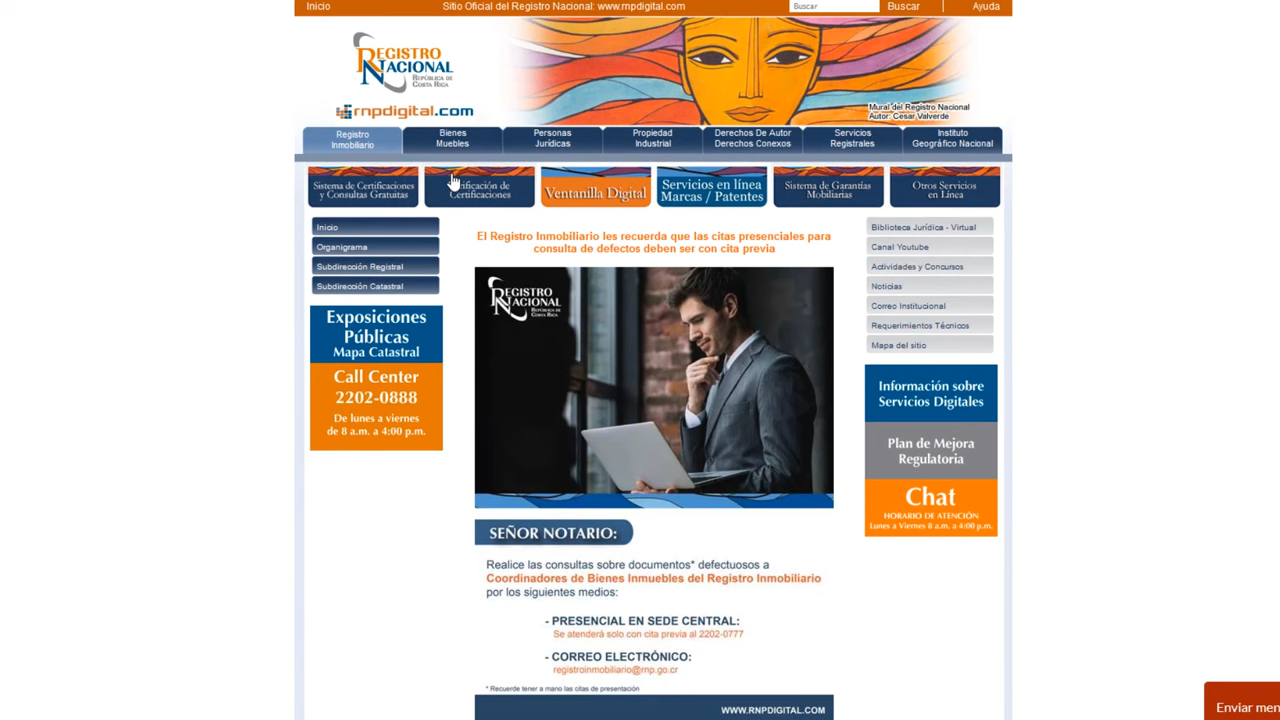 Inicio
Sitio Oficial del Registro Nacional: www.rnpdigital.com
Buscar
Buscar
Ayuda
REGISTRO
NACIONAL
REPÚBLICA DE
COSTA RICA
rnpdigital.com
Mural del Registro Nacional
Autor: Cesar Valverde
Registro
Inmobiliario
Bienes
Muebles
Personas
Jurídicas
Propiedad
Industrial
Derechos De Autor
Derechos Conexos
Servicios
Registrales
Instituto
Geográfico Nacional
Sistema de Certificaciones
y Consultas Gratuitas
de
Certificaciones
Ventanilla Digital
Servicios en línea
Marcas / Patentes
Sistema de Garantías
Mobiliarias
Otros Servicios
en Línea
Inicio
Organigrama
Subdirección Registral
Subdirección Catastral
Exposiciones
Públicas
Mapa Catastral
Call Center
2202-0888
De lunes a viernes
de 8 a.m. a 4:00 p.m.
El Registro Inmobiliario les recuerda que las citas presenciales para
consulta de defectos deben ser con cita previa
REGISTRO
NACIONAL
REPÚBLICA DE
COSTA RICA
SEÑOR NOTARIO:
Realice las consultas sobre documentos* defectuosos a
Coordinadores de Bienes Inmuebles del Registro Inmobiliario
por los siguientes medios:
- PRESENCIAL EN SEDE CENTRAL:
Se atenderá solo con cita previa al 2202-0777
- CORREO ELECTRÓNICO:
registroinmobiliario@rnp.go.cr
* Recuerde tener a mano las citas de presentación
WWW.RNPDIGITAL.COM
Biblioteca Jurídica - Virtual
Canal Youtube
Actividades y Concursos
Noticias
Correo Institucional
Requerimientos Técnicos
Mapa del sitio
Información sobre
Servicios Digitales
Plan de Mejora
Regulatoria
Chat
HORARIO DE ATENCIÓN
Lunes a Viernes 8 a.m. a 4:00 p.m.
Enviar men